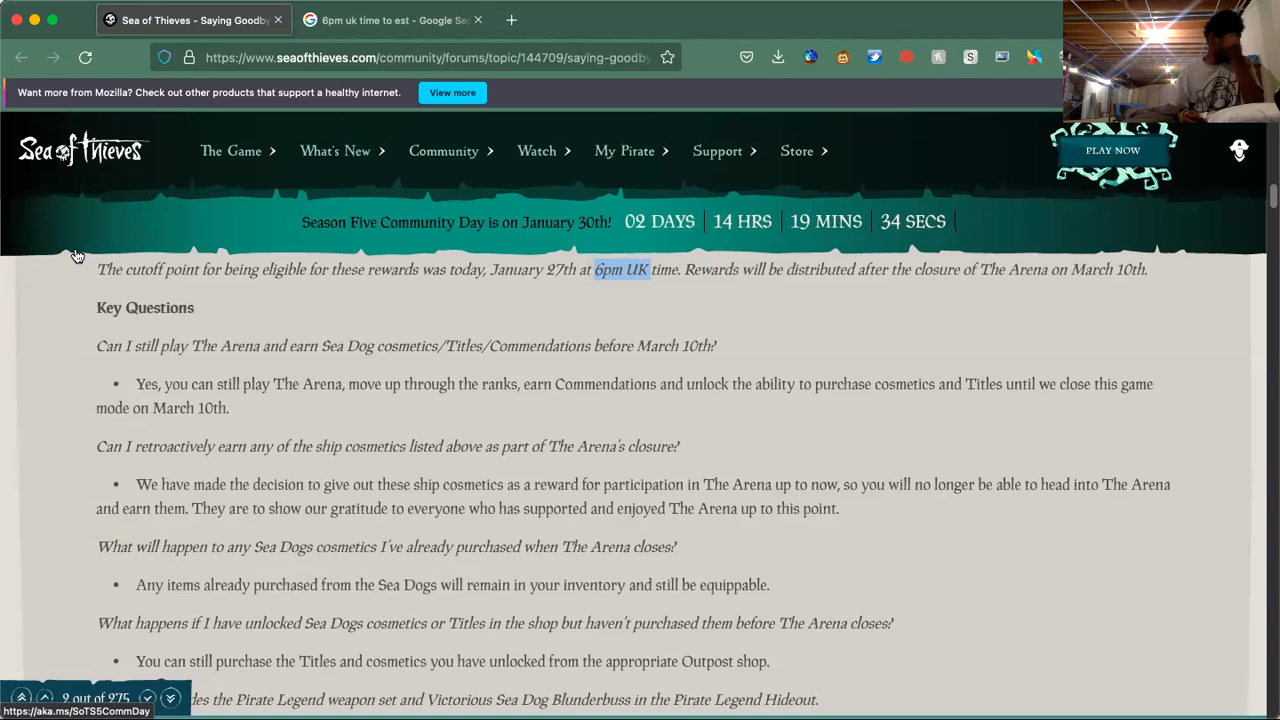 Sea of Thieves - Saying Goodby
6pm uk time to est - Google Sea
https://www.seaofthieves.com/community/forums/topic/144709/saying-goodby
Want more from Mozilla? Check out other products that support a healthy internet.
View more
Sea of Thieves
The Game
What's New
Community
Watch
My Pirate
Support
Store
PLAY NOW
Season Five Community Day is on January 30th! 02 DAYS 14 HRS 19 MINS 34 SECS
The cutoff point for being eligible for these rewards was today, January 27th at 6pm UK time. Rewards will be distributed after the closure of The Arena on March 10th.
Key Questions
Can I still play The Arena and earn Sea Dog cosmetics/Titles/Commendations before March 10th?
• Yes, you can still play The Arena, move up through the ranks, earn Commendations and unlock the ability to purchase cosmetics and Titles until we close this game
mode on March 10th.
Can I retroactively earn any of the ship cosmetics listed above as part of The Arena's closure?
• We have made the decision to give out these ship cosmetics as a reward for participation in The Arena up to now, so you will no longer be able to head into The Arena
and earn them. They are to show our gratitude to everyone who has supported and enjoyed The Arena up to this point.
What will happen to any Sea Dogs cosmetics I've already purchased when The Arena closes?
• Any items already purchased from the Sea Dogs will remain in your inventory and still be equippable.
What happens if I have unlocked Sea Dogs cosmetics or Titles in the shop but haven't purchased them before The Arena closes?
• You can still purchase the Titles and cosmetics you have unlocked from the appropriate Outpost shop.
des the Pirate Legend weapon set and Victorious Sea Dog Blunderbuss in the Pirate Legend Hideout.
2 out of 275
https://aka.ms/SoTS5CommDay